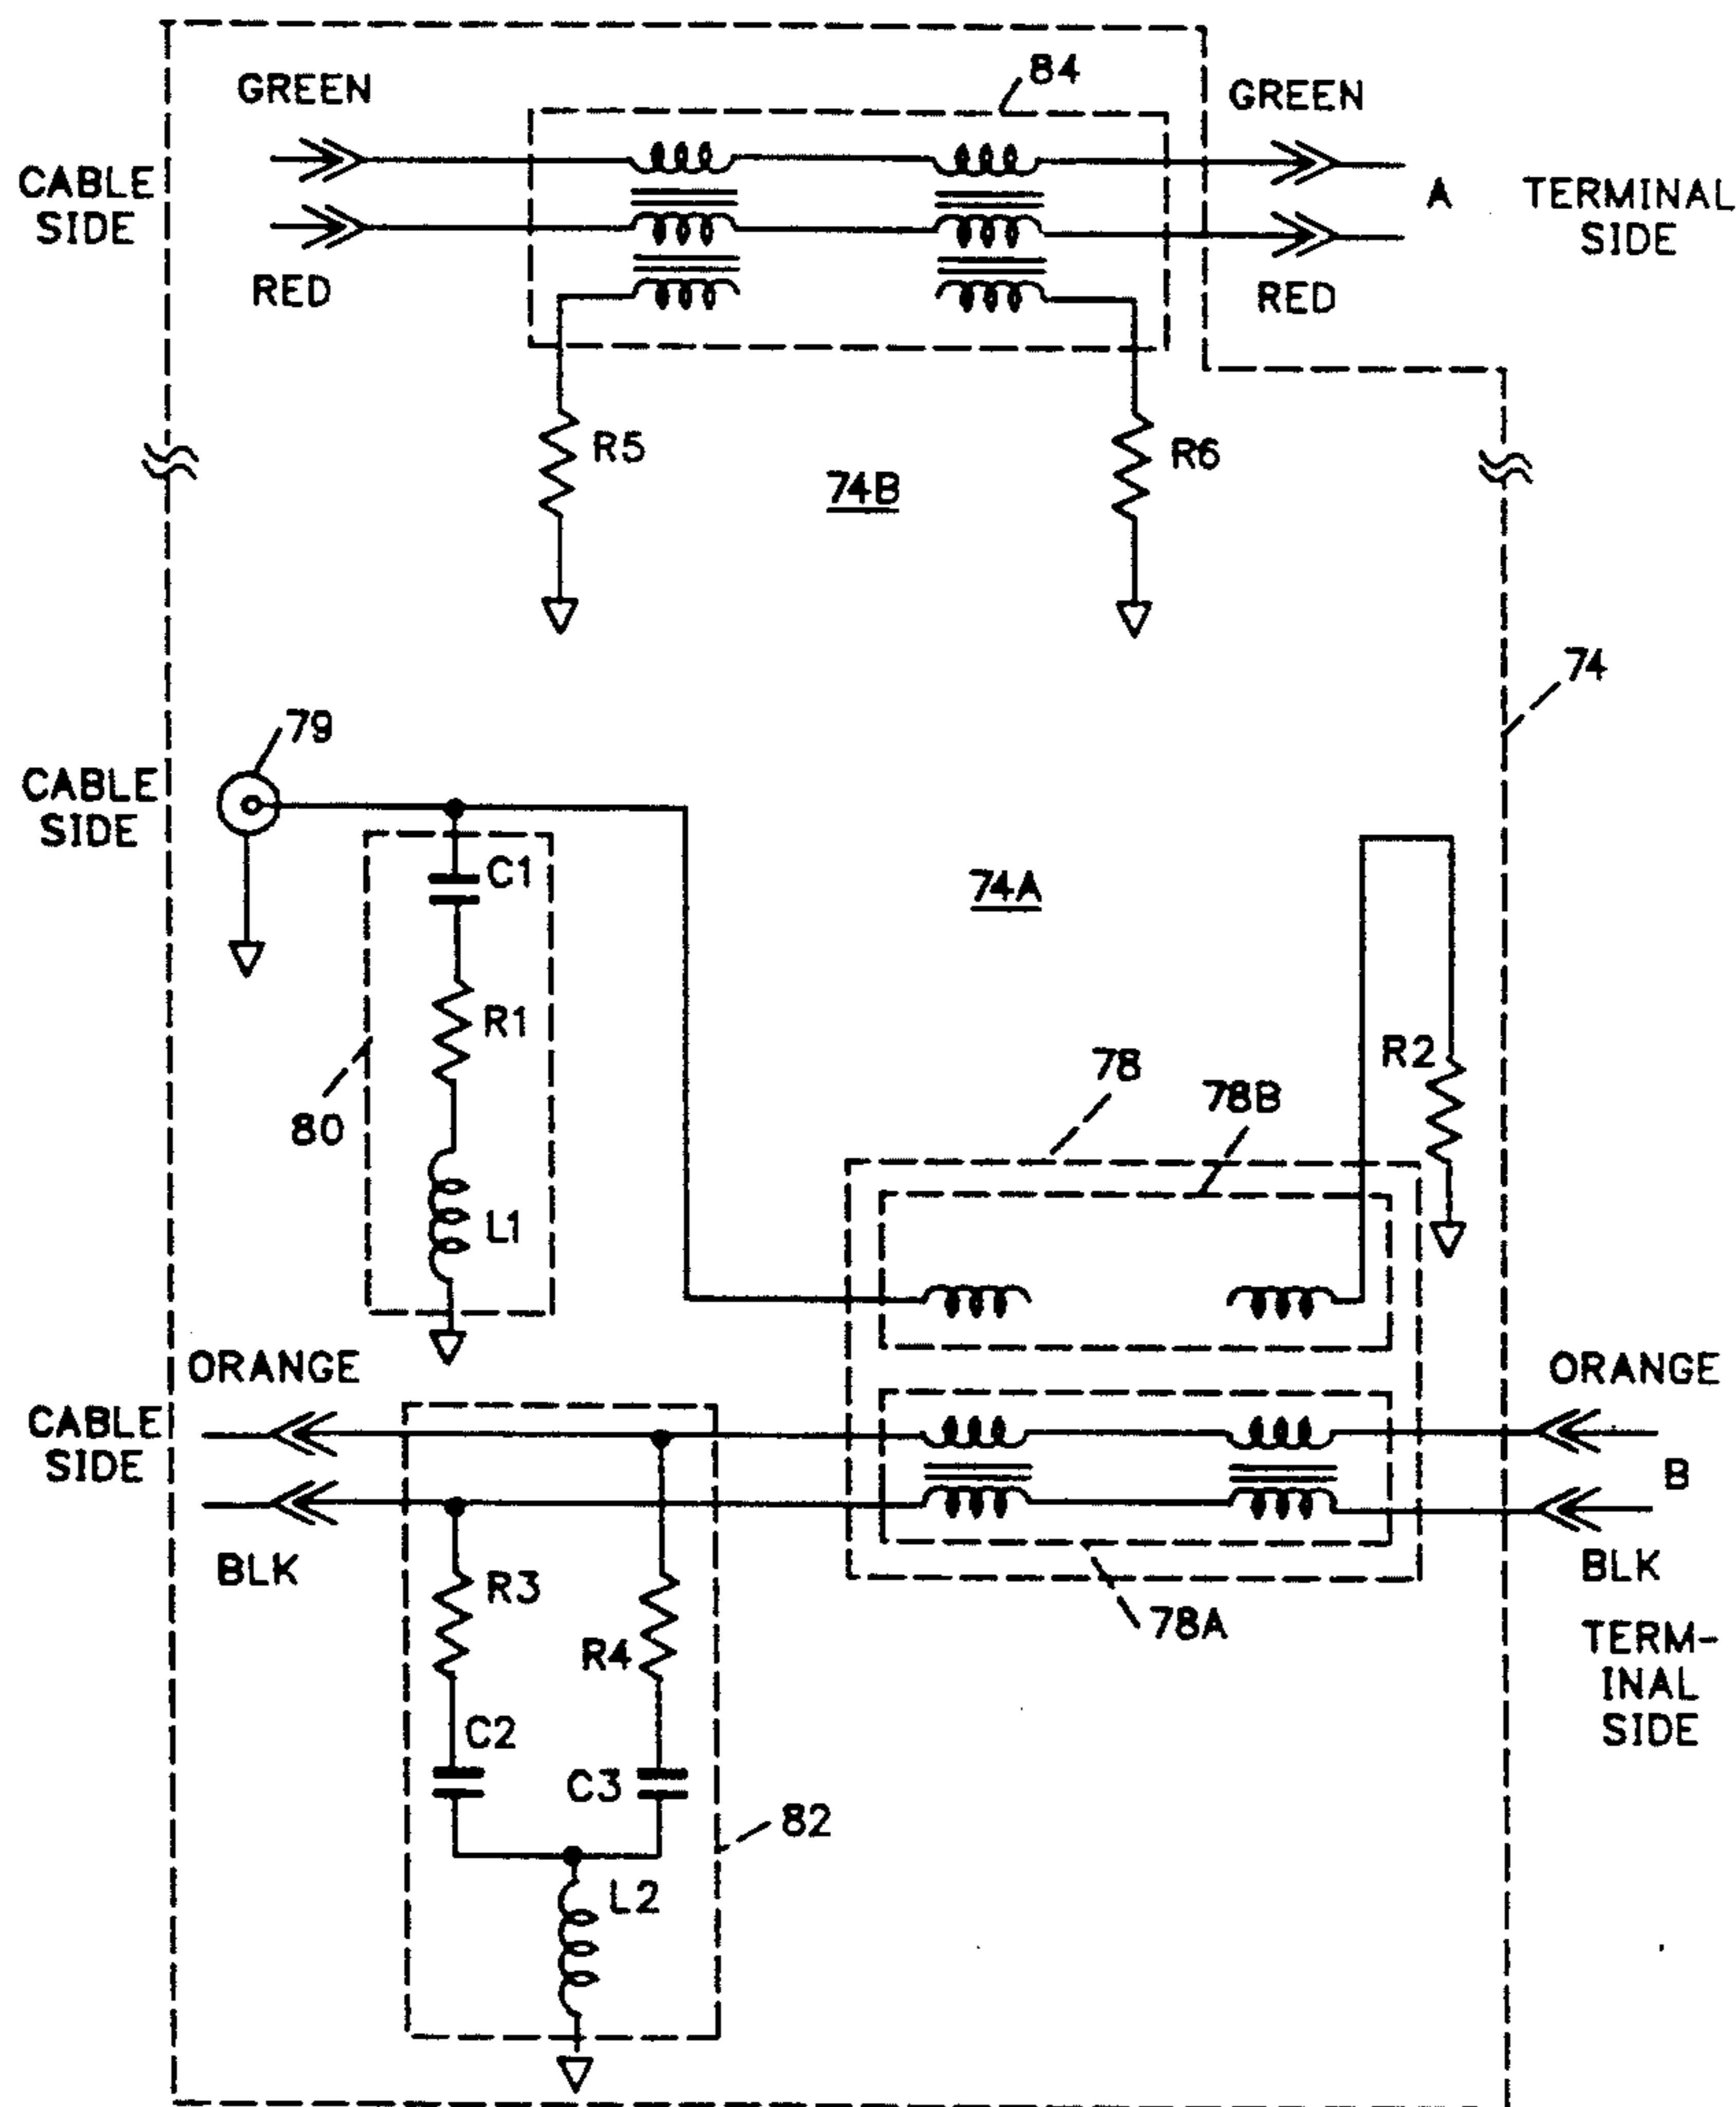 84
GREEN
GREEN
CABLE
SIDE
A
TERMINAL
SIDE
RED
RED
R5
R6
74B
74
79
CABLE
SIDE
C1
74A
R1
R2
78
78B
80
L1
ORANGE
ORANGE
CABLE
SIDE
B
BLK
BLK
R3
78A
TERM-
INAL
SIDE
R4
C2
C3
82
L2